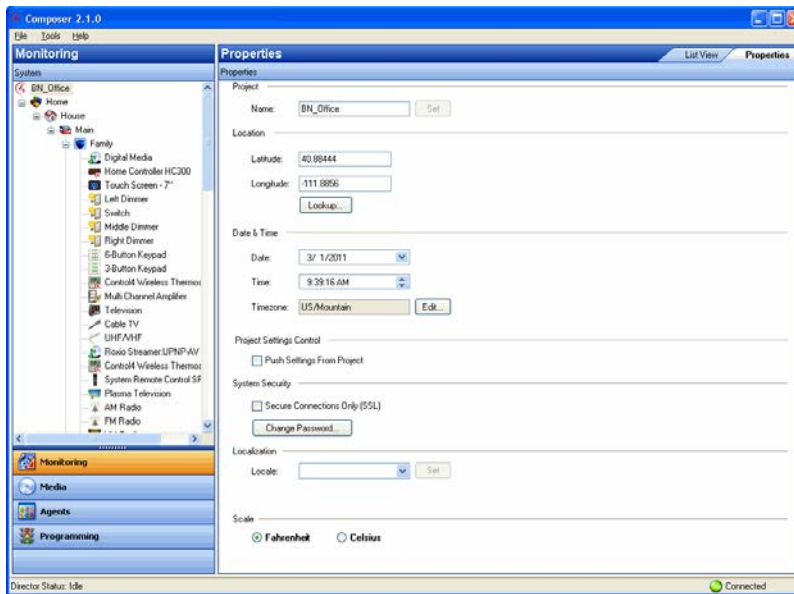 Composer 2.1.0
File Tools Help
Monitoring
System
BN_Office
Home
House
Main
Family
Digital Media
Home Controller HC300
Touch Screen - 7"
Left Dimmer
Switch
Middle Dimmer
Right Dimmer
6-Button Keypad
3-Button Keypad
Control4 Wireless Thermos
Multi Channel Amplifier
Television
Cable TV
UHF/VHF
Roxio Streamer:UPNP-AV
Control4 Wireless Thermos
System Remote Control SR
Plasma Television
AM Radio
FM Radio
Monitoring
Media
Agents
Programming
Properties
List View Properties
Properties
Project
Name: BN_Office Set
Location
Latitude: 40.88444
Longitude: -111.8856
Lookup...
Date & Time
Date: 3/ 1/2011
Time: 9:39:16 AM
Timezone: US/Mountain Edit...
Project Settings Control
Push Settings From Project
System Security
Secure Connections Only (SSL)
Change Password...
Localization
Locale: Set
Scale
Fahrenheit Celsius
Director Status: Idle Connected